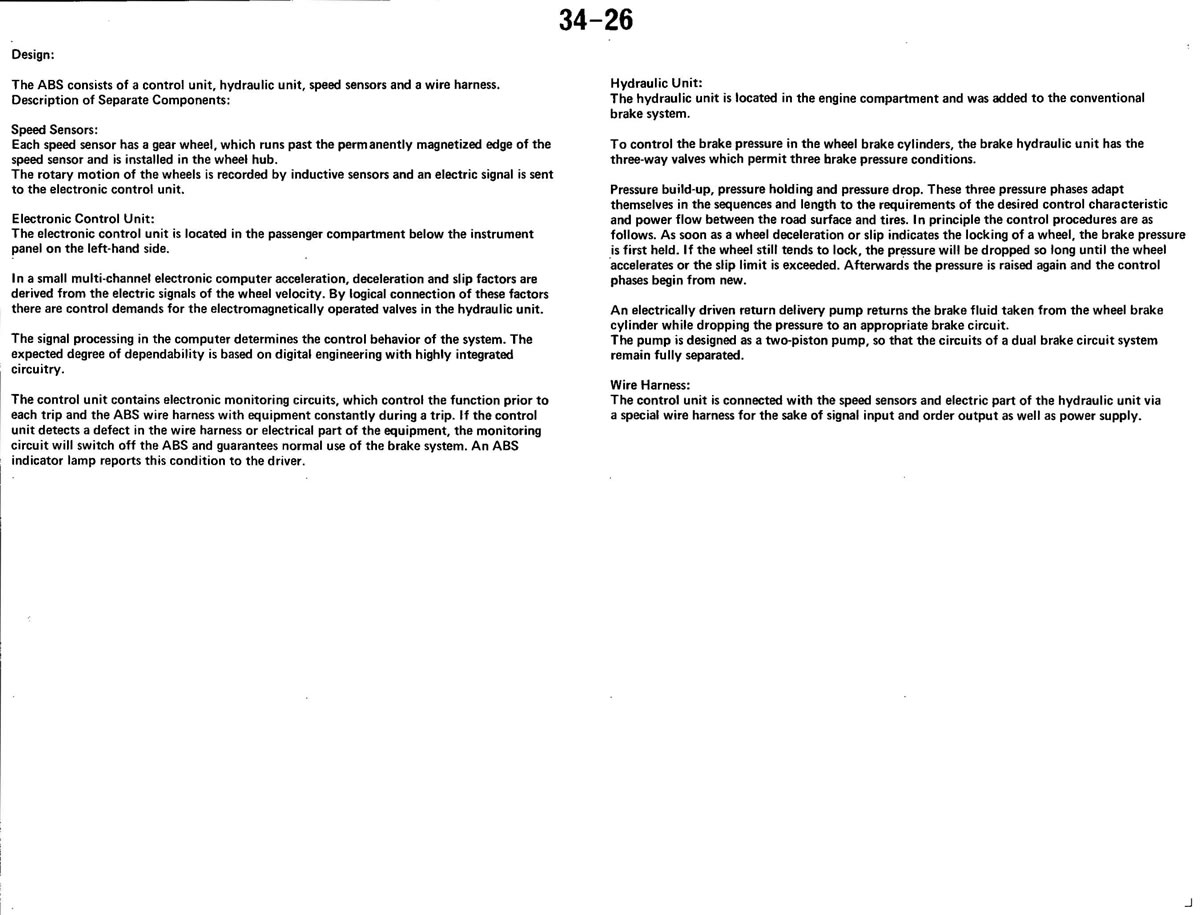 34-26
Design:
The ABS consists of a control unit, hydraulic unit, speed sensors and a wire harness.
Description of Separate Components:
Speed Sensors:
Each speed sensor has a gear wheel, which runs past the permanently magnetized edge of the
speed sensor and is installed in the wheel hub.
The rotary motion of the wheels is recorded by inductive sensors and an electric signal is sent
to the electronic control unit.
Electronic Control Unit:
The electronic control unit is located in the passenger compartment below the instrument
panel on the left-hand side.
In a small multi-channel electronic computer acceleration, deceleration and slip factors are
derived from the electric signals of the wheel velocity. By logical connection of these factors
there are control demands for the electromagnetically operated valves in the hydraulic unit.
The signal processing in the computer determines the control behavior of the system. The
expected degree of dependability is based on digital engineering with highly integrated
circuitry.
The control unit contains electronic monitoring circuits, which control the function prior to
each trip and the ABS wire harness with equipment constantly during a trip. If the control
unit detects a defect in the wire harness or electrical part of the equipment, the monitoring
circuit will switch off the ABS and guarantees normal use of the brake system. An ABS
indicator lamp reports this condition to the driver.
Hydraulic Unit:
The hydraulic unit is located in the engine compartment and was added to the conventional
brake system.
To control the brake pressure in the wheel brake cylinders, the brake hydraulic unit has the
three-way valves which permit three brake pressure conditions.
Pressure build-up, pressure holding and pressure drop. These three pressure phases adapt
themselves in the sequences and length to the requirements of the desired control characteristic
and power flow between the road surface and tires. In principle the control procedures are as
follows. As soon as a wheel deceleration or slip indicates the locking of a wheel, the brake pressure
is first held. If the wheel still tends to lock, the pressure will be dropped so long until the wheel
accelerates or the slip limit is exceeded. Afterwards the pressure is raised again and the control
phases begin from new.
An electrically driven return delivery pump returns the brake fluid taken from the wheel brake
cylinder while dropping the pressure to an appropriate brake circuit.
The pump is designed as a two-piston pump, so that the circuits of a dual brake circuit system
remain fully separated.
Wire Harness:
The control unit is connected with the speed sensors and electric part of the hydraulic unit via
a special wire harness for the sake of signal input and order output as well as power supply.